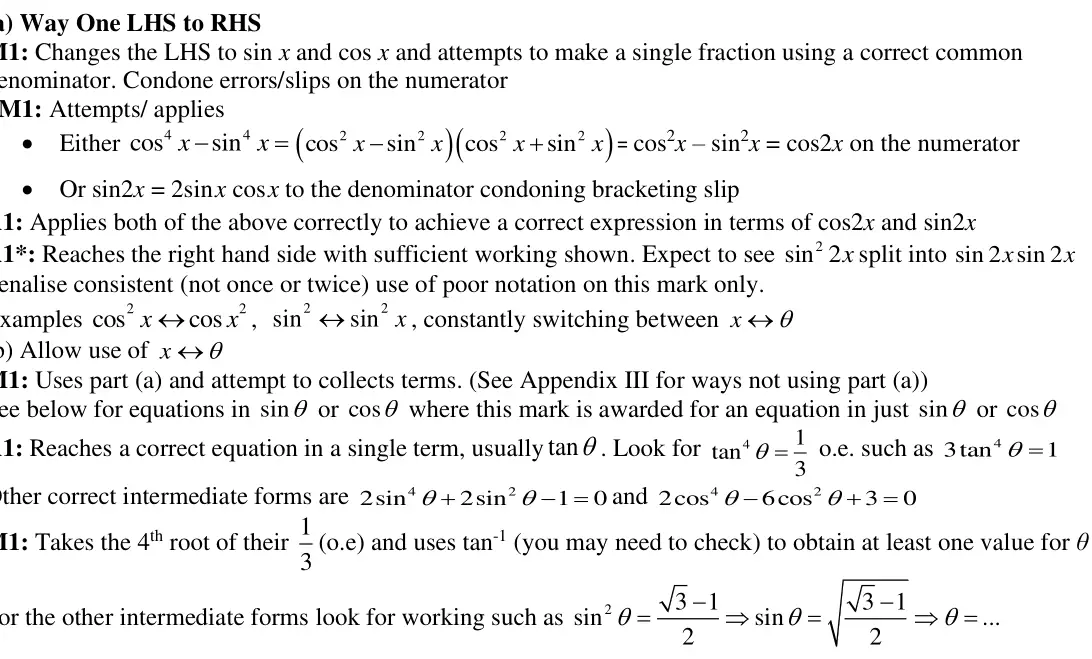 a) Way One LHS to RHS
M1: Changes the LHS to sin x and cos x and attempts to make a single fraction using a correct common
enominator. Condone errors/slips on the numerator
M1: Attempts/ applies
• Either cos⁴ x − sin⁴ x = (cos² x − sin² x)(cos² x + sin² x) = cos²x – sin²x = cos2x on the numerator
• Or sin2x = 2sinx cosx to the denominator condoning bracketing slip
1: Applies both of the above correctly to achieve a correct expression in terms of cos2x and sin2x
1*: Reaches the right hand side with sufficient working shown. Expect to see sin² 2x split into sin 2x sin 2x
enalise consistent (not once or twice) use of poor notation on this mark only.
xamples cos² x ↔ cos x² , sin² ↔ sin² x , constantly switching between x ↔ θ
b) Allow use of x ↔ θ
M1: Uses part (a) and attempt to collects terms. (See Appendix III for ways not using part (a))
ee below for equations in sin θ or cos θ where this mark is awarded for an equation in just sin θ or cos θ
1: Reaches a correct equation in a single term, usually tan θ . Look for tan⁴ θ = 1/3 o.e. such as 3 tan⁴ θ = 1
Other correct intermediate forms are 2 sin⁴ θ + 2 sin² θ − 1 = 0 and 2 cos⁴ θ − 6 cos² θ + 3 = 0
M1: Takes the 4th root of their 1/3 (o.e) and uses tan⁻¹ (you may need to check) to obtain at least one value for θ
or the other intermediate forms look for working such as sin² θ = (√3 − 1)/2 ⇒ sin θ = √((√3 − 1)/2) ⇒ θ = ...